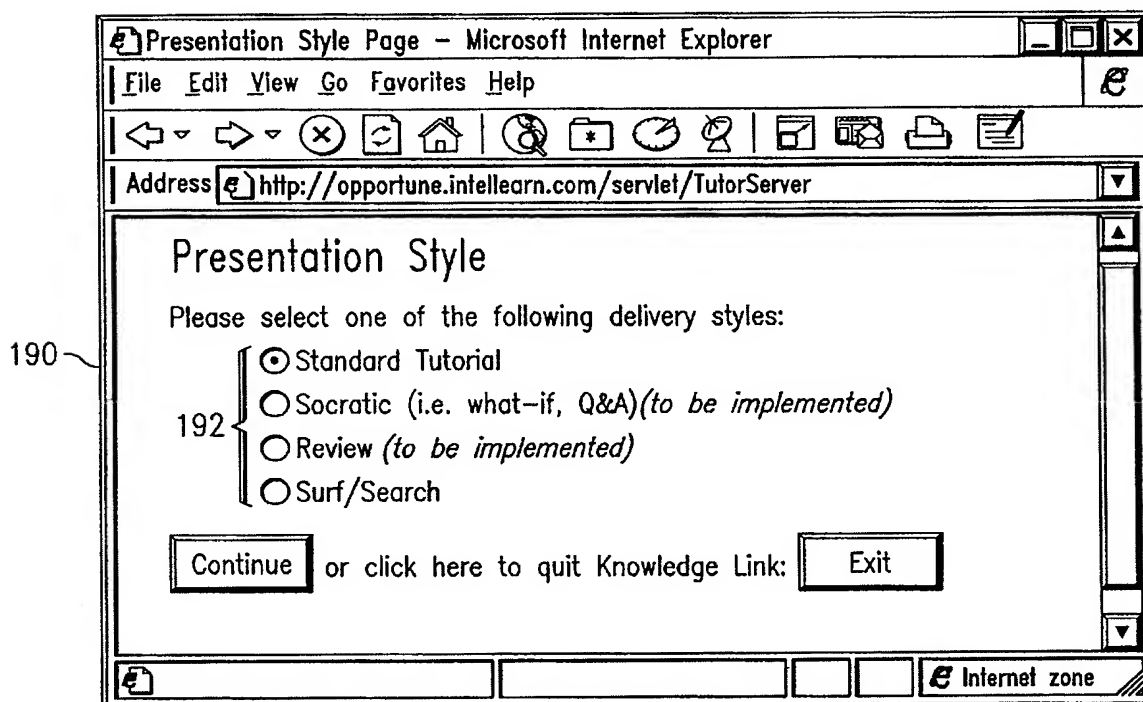 Presentation Style Page – Microsoft Internet Explorer
File Edit View Go Favorites Help
Address http://opportune.intellearn.com/servlet/TutorServer
Presentation Style
Please select one of the following delivery styles:
190
Standard Tutorial
Socratic (i.e. what–if, Q&A)(to be implemented)
192
Review (to be implemented)
Surf/Search
Continue or click here to quit Knowledge Link: Exit
Internet zone